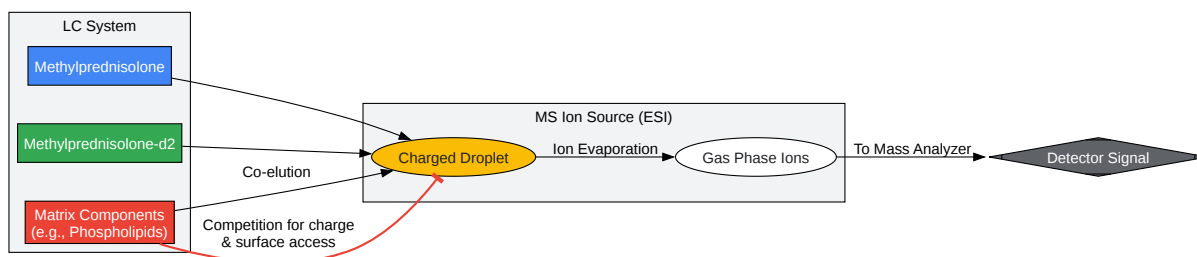 LC System
Methylprednisolone
Methylprednisolone-d2
Matrix Components
(e.g., Phospholipids)
Co-elution
Competition for charge
& surface access
MS Ion Source (ESI)
Charged Droplet
Ion Evaporation
Gas Phase Ions
To Mass Analyzer
Detector Signal